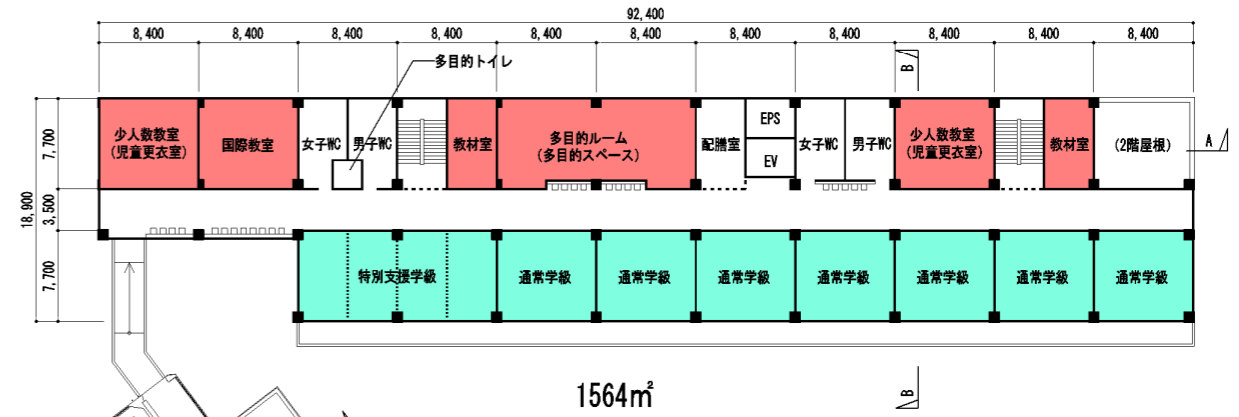 92,400
8,400 8,400 8,400 8,400 8,400 8,400 8,400 8,400 8,400 8,400 8,400
多目的トイレ
B
7,700
少人数教室
(児童更衣室)
国際教室
女子WC
男子WC
教材室
多目的ルーム
(多目的スペース)
配膳室
EPS
EV
女子WC
男子WC
少人数教室
(児童更衣室)
教材室
(2階屋根)
A
18,900
3,500
7,700
特別支援学級
通常学級
通常学級
通常学級
通常学級
通常学級
通常学級
通常学級
1564㎡
B